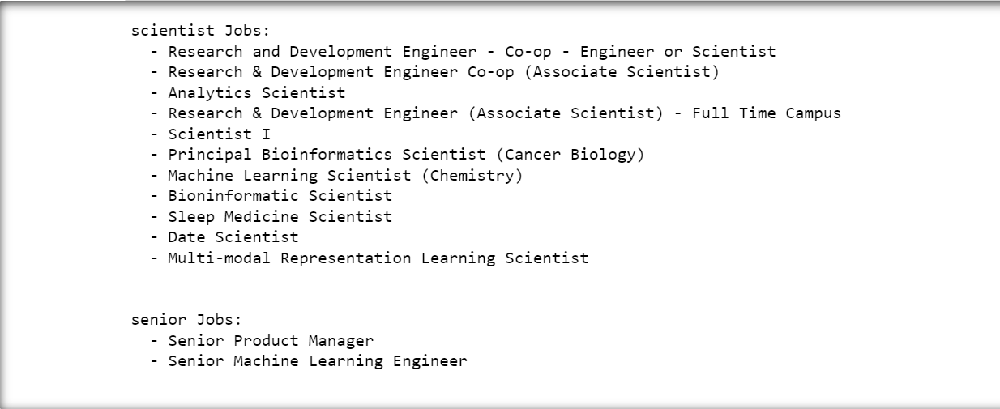 scientist Jobs:
- Research and Development Engineer - Co-op - Engineer or Scientist
- Research & Development Engineer Co-op (Associate Scientist)
- Analytics Scientist
- Research & Development Engineer (Associate Scientist) - Full Time Campus
- Scientist I
- Principal Bioinformatics Scientist (Cancer Biology)
- Machine Learning Scientist (Chemistry)
- Bioninformatic Scientist
- Sleep Medicine Scientist
- Date Scientist
- Multi-modal Representation Learning Scientist
senior Jobs:
- Senior Product Manager
- Senior Machine Learning Engineer